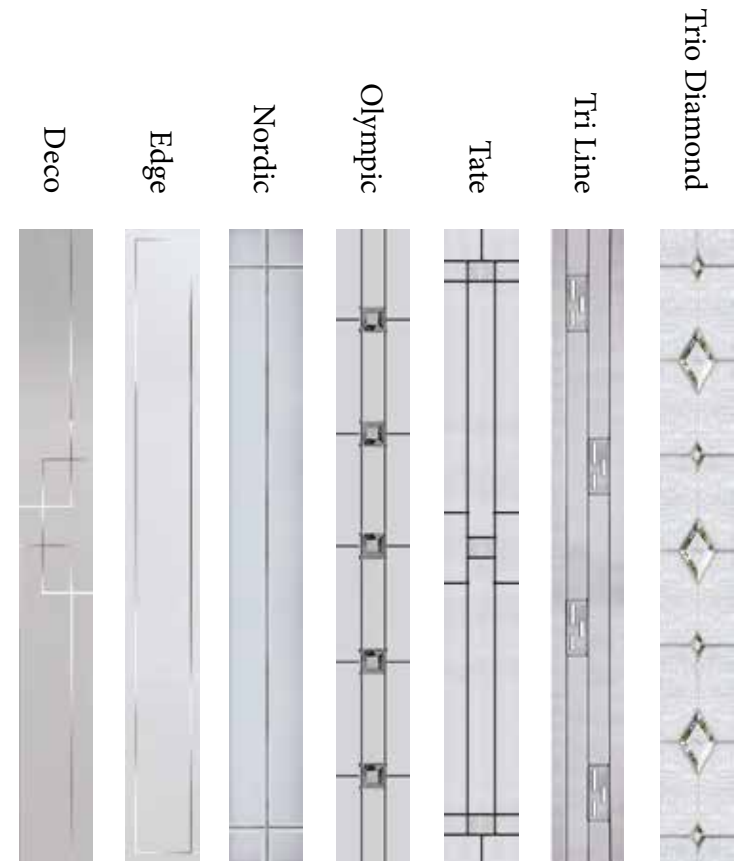 Deco
Edge
Nordic
Olympic
Tate
Tri Line
Trio Diamond